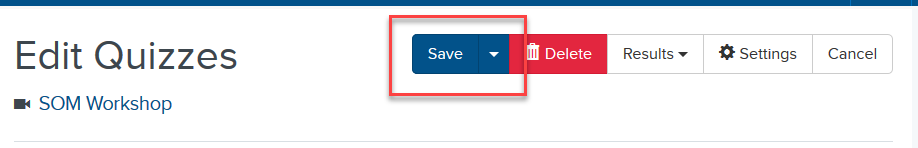 Edit Quizzes
Save Delete Results Settings Cancel
SOM Workshop